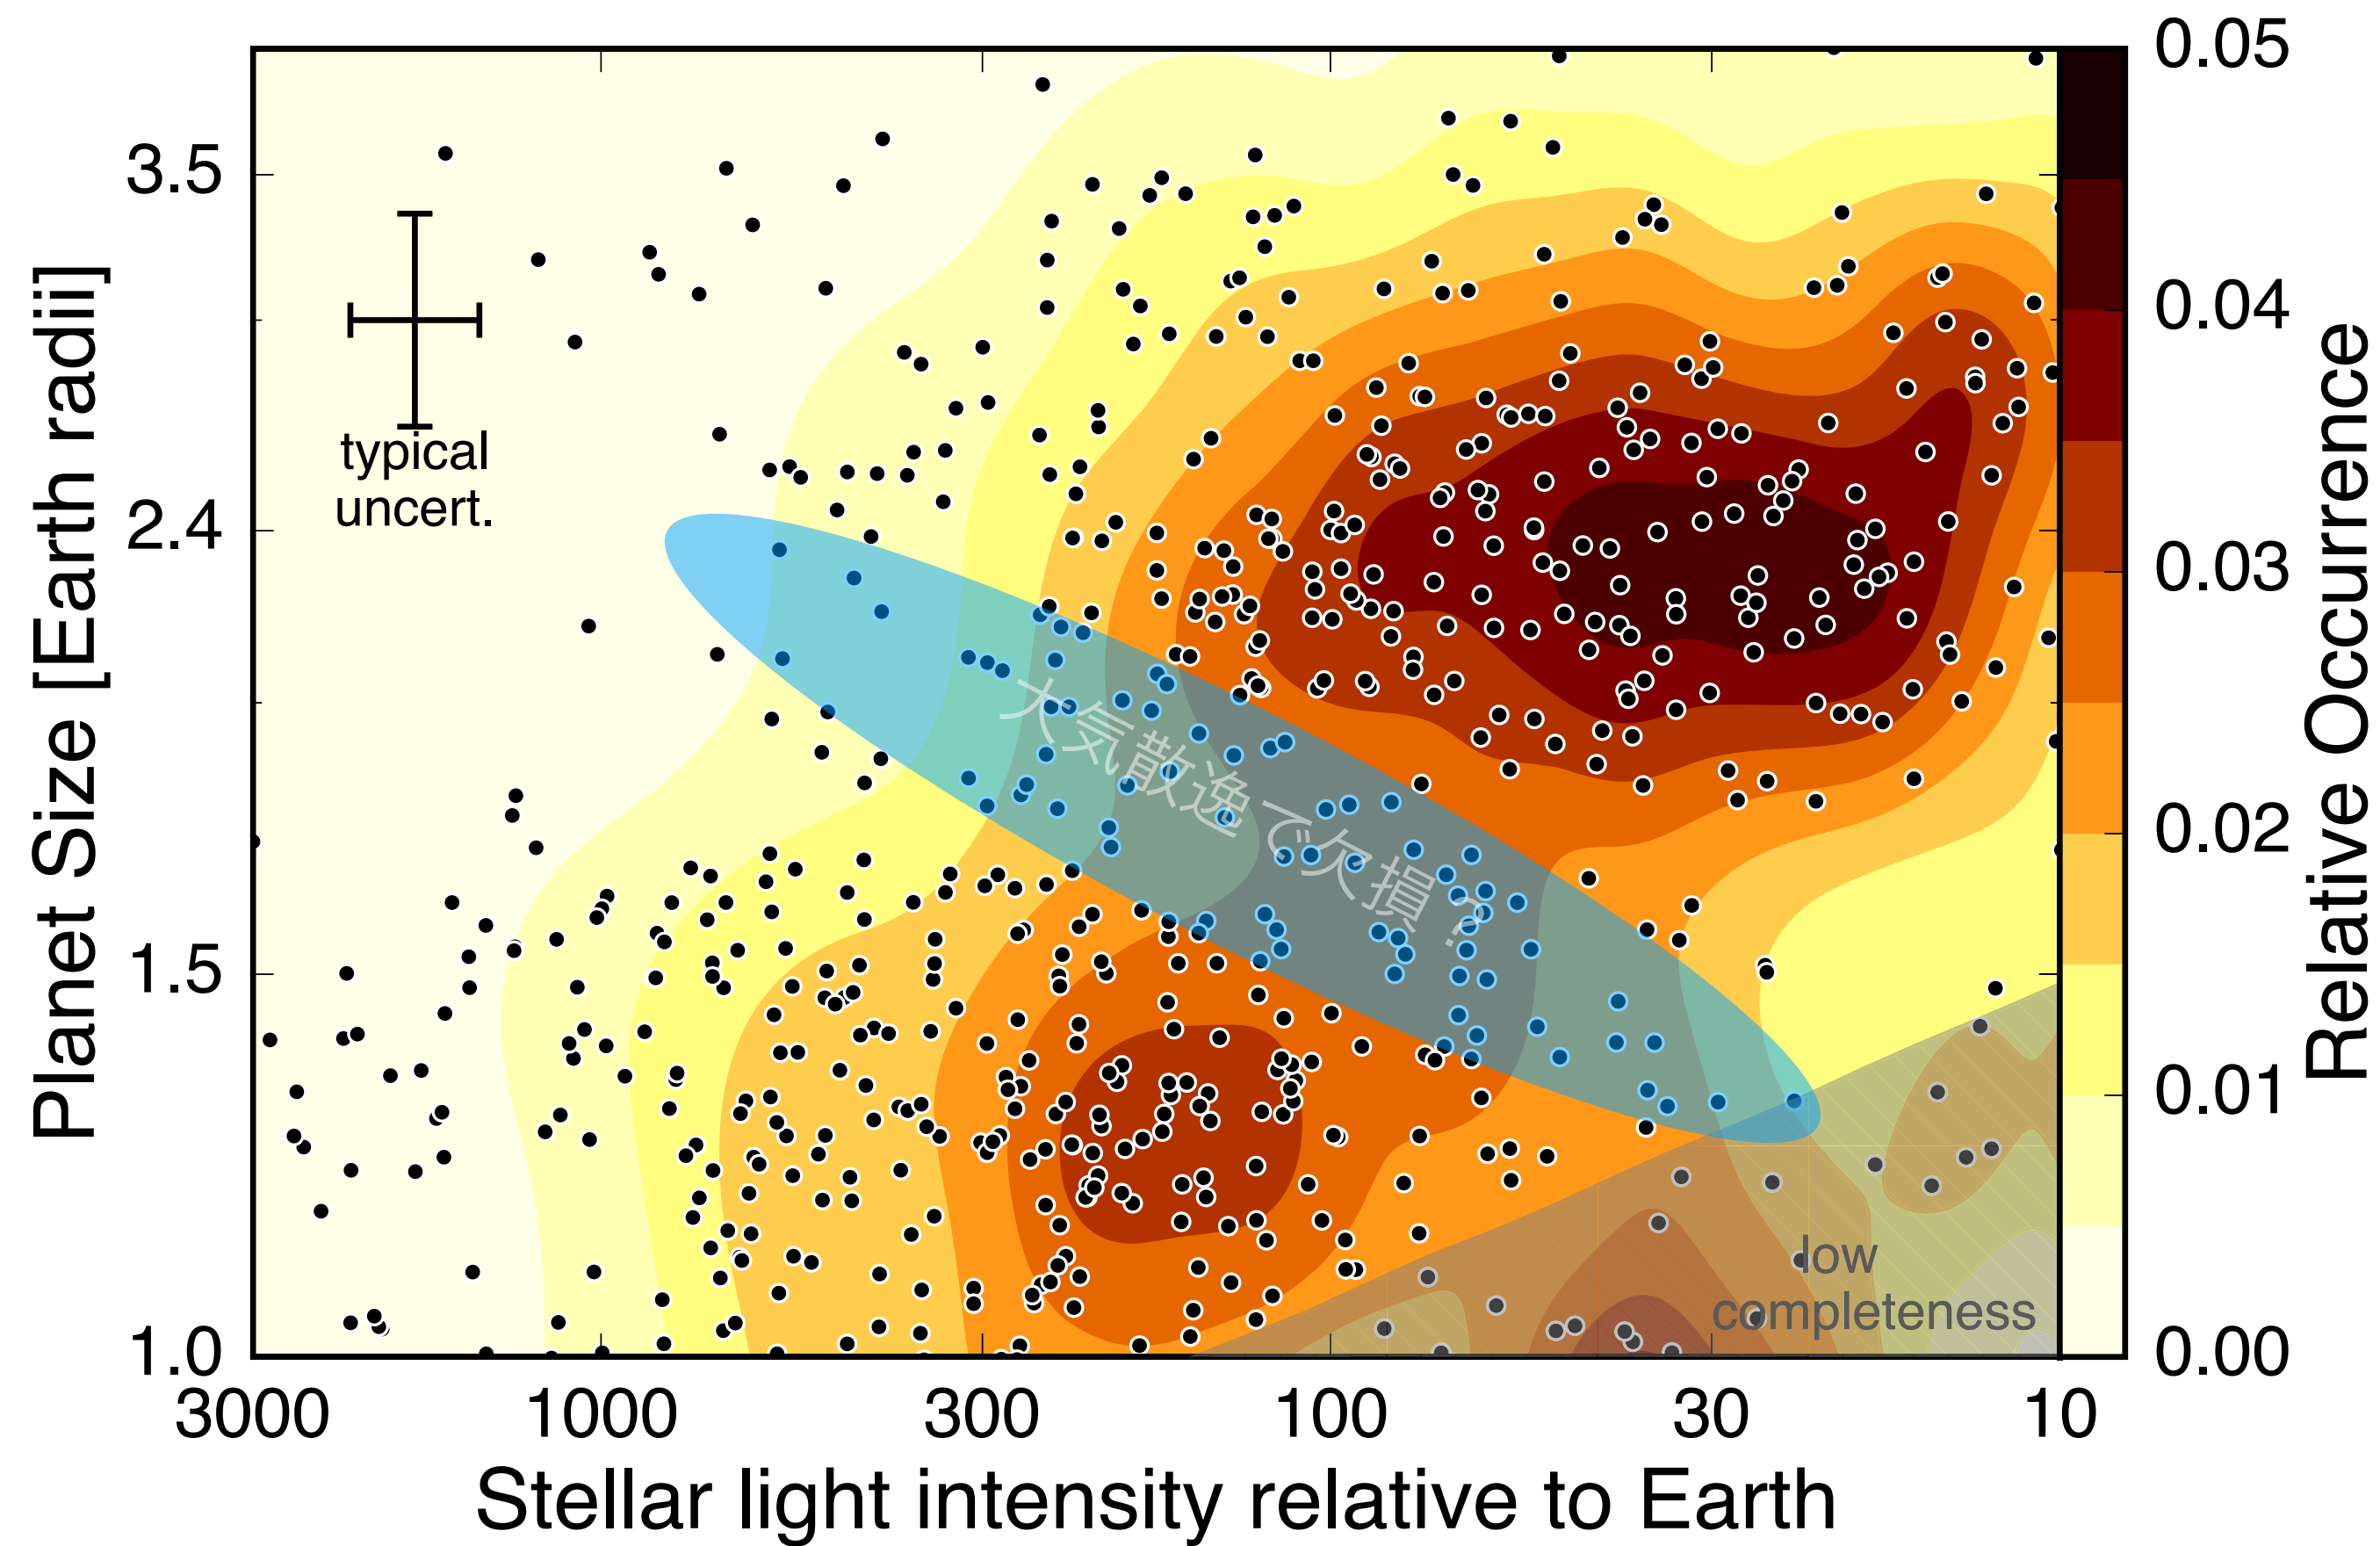 3.5
2.4
1.5
1.0
Planet Size [Earth radii]
typical
uncert.
大気散逸で欠損?
low
completeness
3000
1000
300
100
30
10
Stellar light intensity relative to Earth
0.05
0.04
0.03
0.02
0.01
0.00
Relative Occurrence